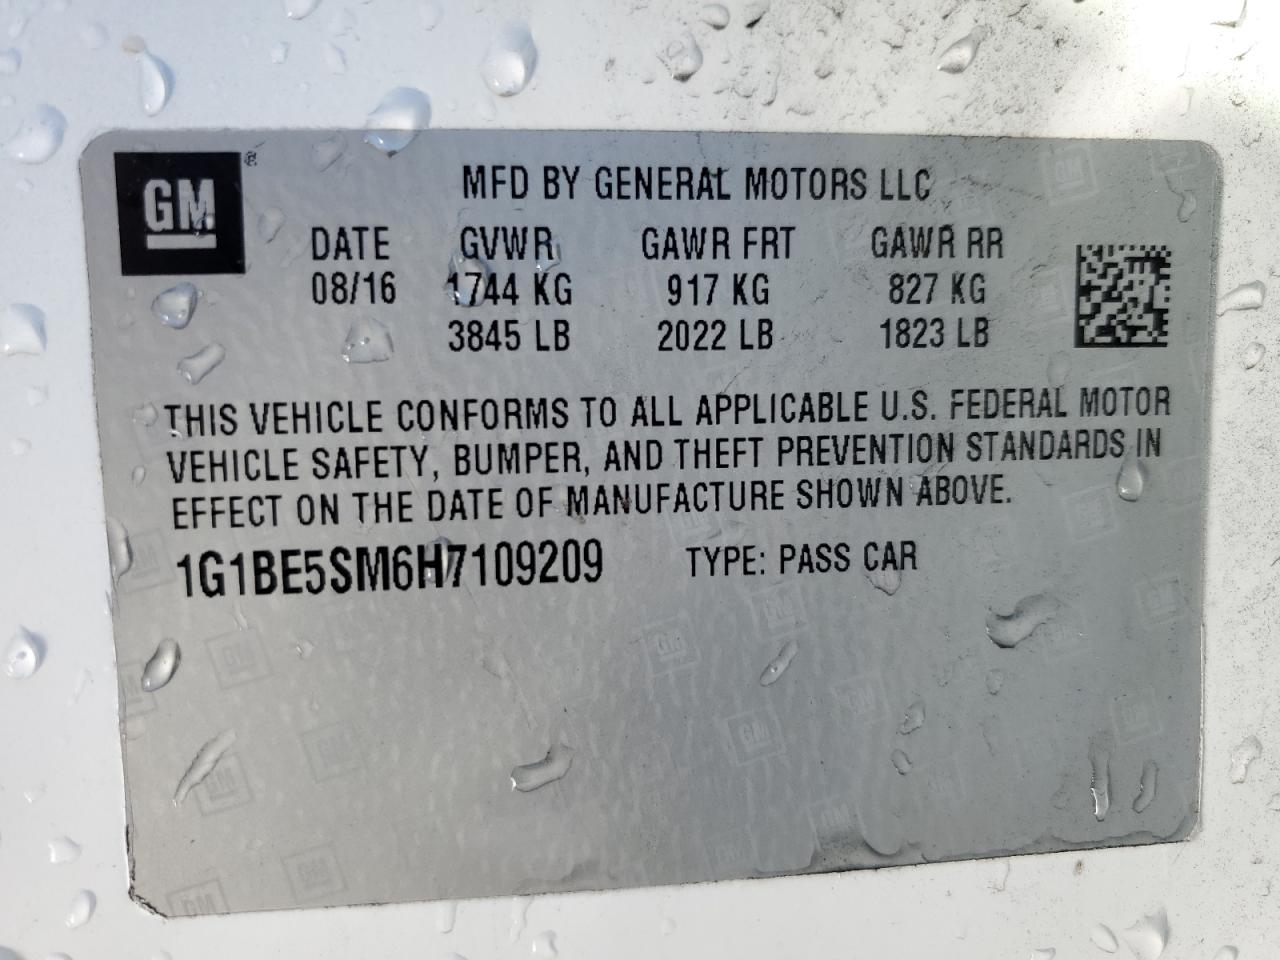 GM®
MFD BY GENERAL MOTORS LLC
DATE GVWR GAWR FRT GAWR RR
08/16 1744 KG 917 KG 827 KG
3845 LB 2022 LB 1823 LB
THIS VEHICLE CONFORMS TO ALL APPLICABLE U.S. FEDERAL MOTOR
VEHICLE SAFETY, BUMPER, AND THEFT PREVENTION STANDARDS IN
EFFECT ON THE DATE OF MANUFACTURE SHOWN ABOVE.
1G1BE5SM6H7109209 TYPE: PASS CAR